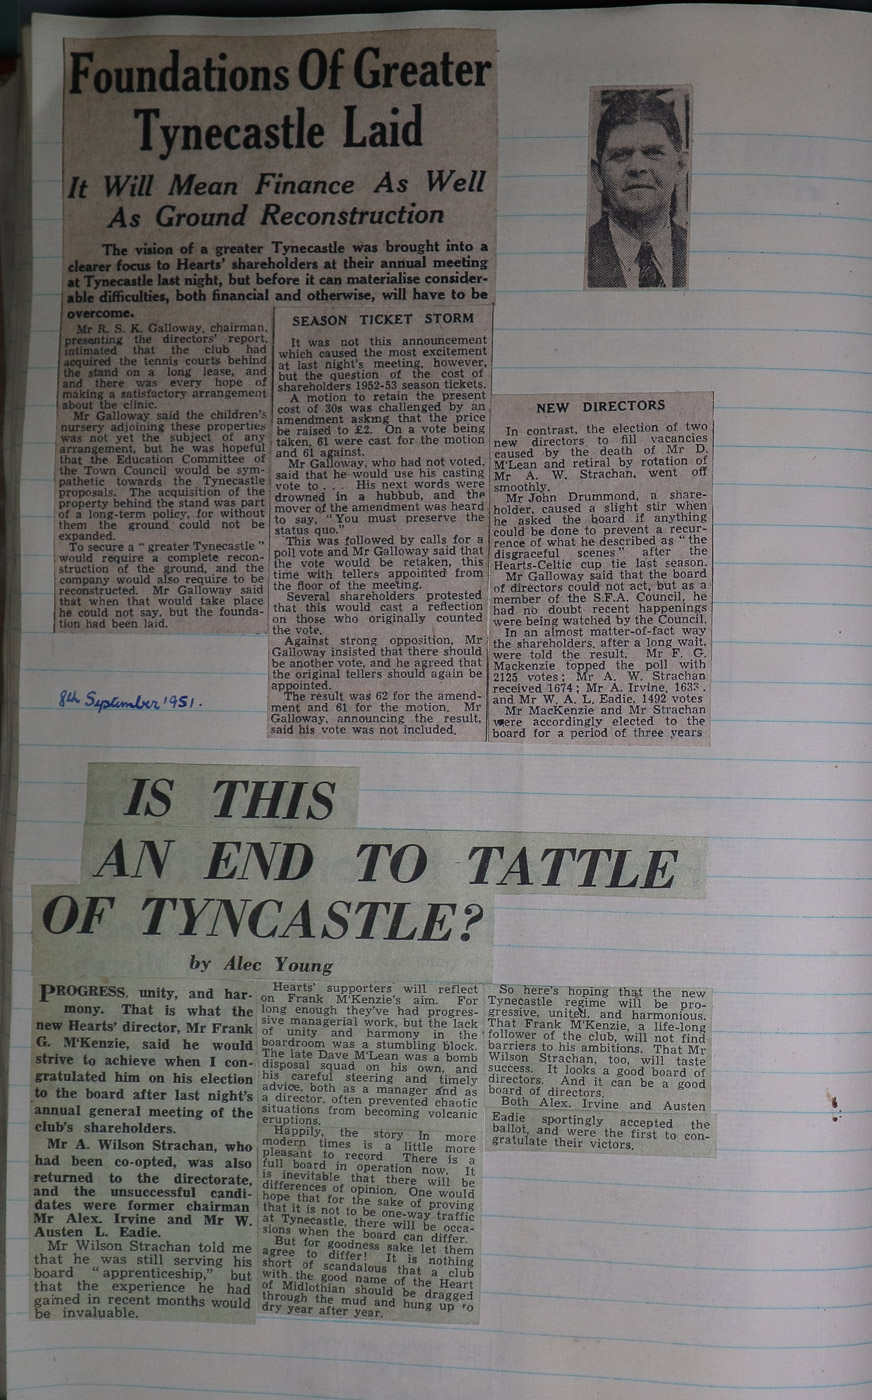 Foundations Of Greater
Tynecastle Laid
It Will Mean Finance As Well
As Ground Reconstruction
The vision of a greater Tynecastle was brought into a
clearer focus to Hearts' shareholders at their annual meeting
at Tynecastle last night, but before it can materialise consider-
able difficulties, both financial and otherwise, will have to be
overcome.
Mr R. S. K. Galloway, chairman,
presenting the directors' report,
intimated that the club had
acquired the tennis courts behind
the stand on a long lease, and
and there was every hope of
making a satisfactory arrangement
about the clinic.
Mr Galloway said the children's
nursery adjoining these properties
was not yet the subject of any
arrangement, but he was hopeful
that the Education Committee of
the Town Council would be sym-
pathetic towards the Tynecastle
proposals. The acquisition of the
property behind the stand was part
of a long-term policy, for without
them the ground could not be
expanded.
To secure a "greater Tynecastle"
would require a complete recon-
struction of the ground, and the
company would also require to be
reconstructed. Mr Galloway said
that when that would take place
he could not say, but the founda-
tion had been laid.
8th September 1951.
SEASON TICKET STORM
It was not this announcement
which caused the most excitement
at last night's meeting, however,
but the question of the cost of
shareholders 1952-53 season tickets.
A motion to retain the present
cost of 30s was challenged by an
amendment asking that the price
be raised to £2. On a vote being
taken, 61 were cast for the motion
and 61 against.
Mr Galloway, who had not voted,
said that he would use his casting
vote to . . . His next words were
drowned in a hubbub, and the
mover of the amendment was heard
to say, "You must preserve the
status quo."
This was followed by calls for a
poll vote and Mr Galloway said that
the vote would be retaken, this
time with tellers appointed from
the floor of the meeting.
Several shareholders protested
that this would cast a reflection
on those who originally counted
the vote.
Against strong opposition, Mr
Galloway insisted that there should
be another vote, and he agreed that
the original tellers should again be
appointed.
The result was 62 for the amend-
ment and 61 for the motion. Mr
Galloway, announcing the result,
said his vote was not included.
NEW DIRECTORS
In contrast, the election of two
new directors to fill vacancies
caused by the death of Mr D.
M'Lean and retiral by rotation of
Mr A. W. Strachan, went off
smoothly.
Mr John Drummond, a share-
holder, caused a slight stir when
he asked the board if anything
could be done to prevent a recur-
rence of what he described as "the
disgraceful scenes" after the
Hearts-Celtic cup tie last season.
Mr Galloway said that the board
of directors could not act, but as a
member of the S.F.A. Council, he
had no doubt recent happenings
were being watched by the Council.
In an almost matter-of-fact way
the shareholders, after a long wait,
were told the result. Mr F. G.
Mackenzie topped the poll with
2125 votes; Mr A. W. Strachan
received 1674; Mr A. Irvine, 1633,
and Mr W. A. L. Eadie, 1492 votes
Mr MacKenzie and Mr Strachan
were accordingly elected to the
board for a period of three years
IS THIS
AN END TO TATTLE
OF TYNCASTLE?
by Alec Young
PROGRESS, unity, and har-
mony. That is what the
new Hearts' director, Mr Frank
G. M'Kenzie, said he would
strive to achieve when I con-
gratulated him on his election
to the board after last night's
annual general meeting of the
club's shareholders.
Mr A. Wilson Strachan, who
had been co-opted, was also
returned to the directorate,
and the unsuccessful candi-
dates were former chairman
Mr Alex. Irvine and Mr W.
Austen L. Eadie.
Mr Wilson Strachan told me
that he was still serving his
board "apprenticeship," but
that the experience he had
gained in recent months would
be invaluable.
Hearts' supporters will reflect
on Frank M'Kenzie's aim. For
long enough they've had progres-
sive managerial work, but the lack
of unity and harmony in the
boardroom was a stumbling block.
The late Dave M'Lean was a bomb
disposal squad on his own, and
his careful steering and timely
advice, both as a manager and as
a director, often prevented chaotic
situations from becoming volcanic
eruptions.
Happily, the story in more
modern times is a little more
pleasant to record There is a
full board in operation now. It
is inevitable that there will be
differences of opinion. One would
hope that for the sake of proving
that it is not to be one-way traffic
at Tynecastle, there will be occa-
sions when the board can differ.
But for goodness sake let them
agree to differ! It is nothing
short of scandalous that a club
with the good name of the Heart
of Midlothian should be dragged
through the mud and hung up to
dry year after year.
So here's hoping that the new
Tynecastle regime will be pro-
gressive, united, and harmonious.
That Frank M'Kenzie, a life-long
follower of the club, will not find
barriers to his ambitions. That Mr
Wilson Strachan, too, will taste
success. It looks a good board of
directors. And it can be a good
board of directors.
Both Alex. Irvine and Austen
Eadie sportingly accepted the
ballot, and were the first to con-
gratulate their victors.